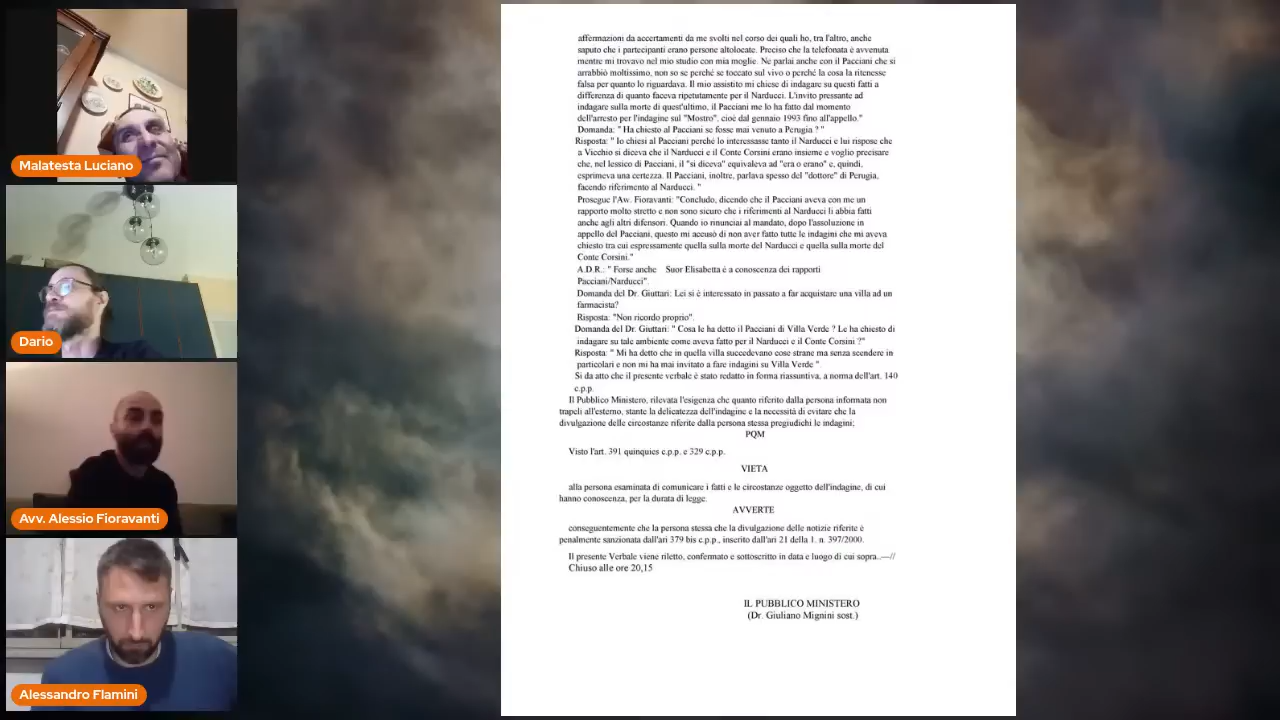 Malatesta Luciano
Dario
Avv. Alessio Fioravanti
Alessandro Flamini
affermazioni da accertamenti da me svolti nel corso dei quali ho, tra l'altro, anche
saputo che i partecipanti erano persone altolocate. Preciso che la telefonata è avvenuta
mentre mi trovavo nel mio studio con mia moglie. Ne parlai anche con il Pacciani che si
arrabbiò moltissimo, non so se perché se toccato sul vivo o perché la cosa la ritenesse
falsa per quanto lo riguardava. Il mio assistito mi chiese di indagare su questi fatti a
differenza di quanto faceva ripetutamente per il Narducci. L'invito pressante ad
indagare sulla morte di quest'ultimo, il Pacciani me lo ha fatto dal momento
dell'arresto per l'indagine sul "Mostro", cioè dal gennaio 1993 fino all'appello."
Domanda: " Ha chiesto al Pacciani se fosse mai venuto a Perugia ? "
Risposta: " Io chiesi al Pacciani perché lo interessasse tanto il Narducci e lui rispose che
a Vicchio si diceva che il Narducci e il Conte Corsini erano insieme e voglio precisare
che, nel lessico di Pacciani, il "si diceva" equivaleva ad "era o erano" e, quindi,
esprimeva una certezza. Il Pacciani, inoltre, parlava spesso del "dottore" di Perugia,
facendo riferimento al Narducci. "
Prosegue l'Aw. Fioravanti: "Concludo, dicendo che il Pacciani aveva con me un
rapporto molto stretto e non sono sicuro che i riferimenti al Narducci li abbia fatti
anche agli altri difensori. Quando io rinunciai al mandato, dopo l'assoluzione in
appello del Pacciani, questo mi accusò di non aver fatto tutte le indagini che mi aveva
chiesto tra cui espressamente quella sulla morte del Narducci e quella sulla morte del
Conte Corsini."
A.D.R.: " Forse anche Suor Elisabetta è a conoscenza dei rapporti
Pacciani/Narducci".
Domanda del Dr. Giuttari: Lei si è interessato in passato a far acquistare una villa ad un
farmacista?
Risposta: "Non ricordo proprio".
Domanda del Dr. Giuttari: " Cosa le ha detto il Pacciani di Villa Verde ? Le ha chiesto di
indagare su tale ambiente come aveva fatto per il Narducci e il Conte Corsini ?"
Risposta: " Mi ha detto che in quella villa succedevano cose strane ma senza scendere in
particolari e non mi ha mai invitato a fare indagini su Villa Verde "
Si da atto che il presente verbale è stato redatto in forma riassuntiva, a norma dell'art. 140
c.p.p.
Il Pubblico Ministero, rilevata l'esigenza che quanto riferito dalla persona informata non
trapeli all'esterno, stante la delicatezza dell'indagine e la necessità di evitare che la
divulgazione delle circostanze riferite dalla persona stessa pregiudichi le indagini;
PQM
Visto l'art. 391 quinquies c.p.p. e 329 c.p.p.
VIETA
alla persona esaminata di comunicare i fatti e le circostanze oggetto dell'indagine, di cui
hanno conoscenza, per la durata di legge.
AVVERTE
conseguentemente che la persona stessa che la divulgazione delle notizie riferite è
penalmente sanzionata dall'ari 379 bis c.p.p., inserito dall'ari 21 della 1. n. 397/2000.
Il presente Verbale viene riletto, confermato e sottoscritto in data e luogo di cui sopra..---//
Chiuso alle ore 20,15
IL PUBBLICO MINISTERO
(Dr. Giuliano Mignini sost.)